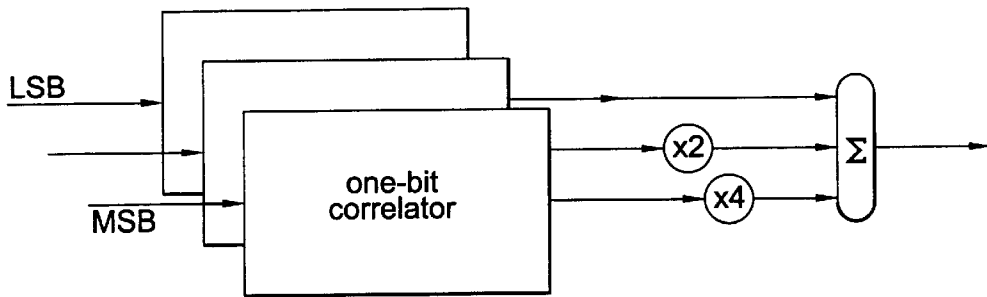 LSB
x2
Σ
one-bit
correlator
x4
MSB